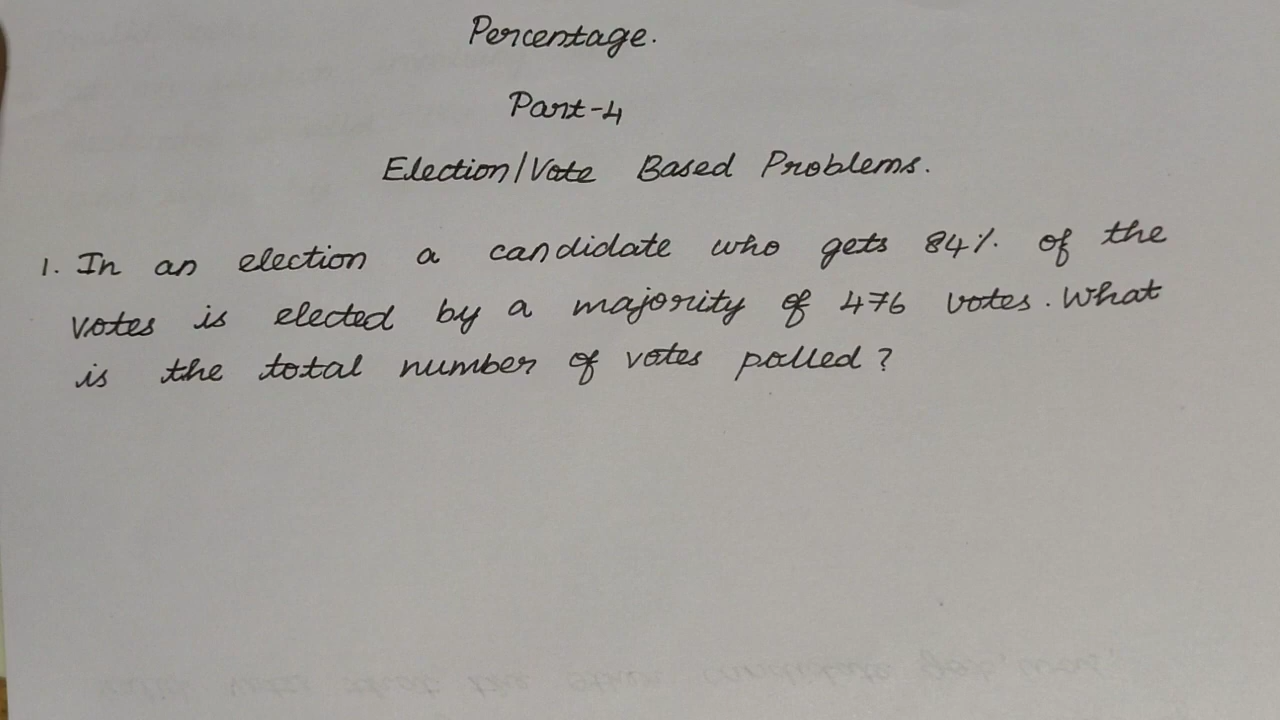 Percentage.
Part-4
Election/Vote Based Problems.
1. In an election a candidate who gets 84% of the
votes is elected by a majority of 476 votes. What
is the total number of votes polled?